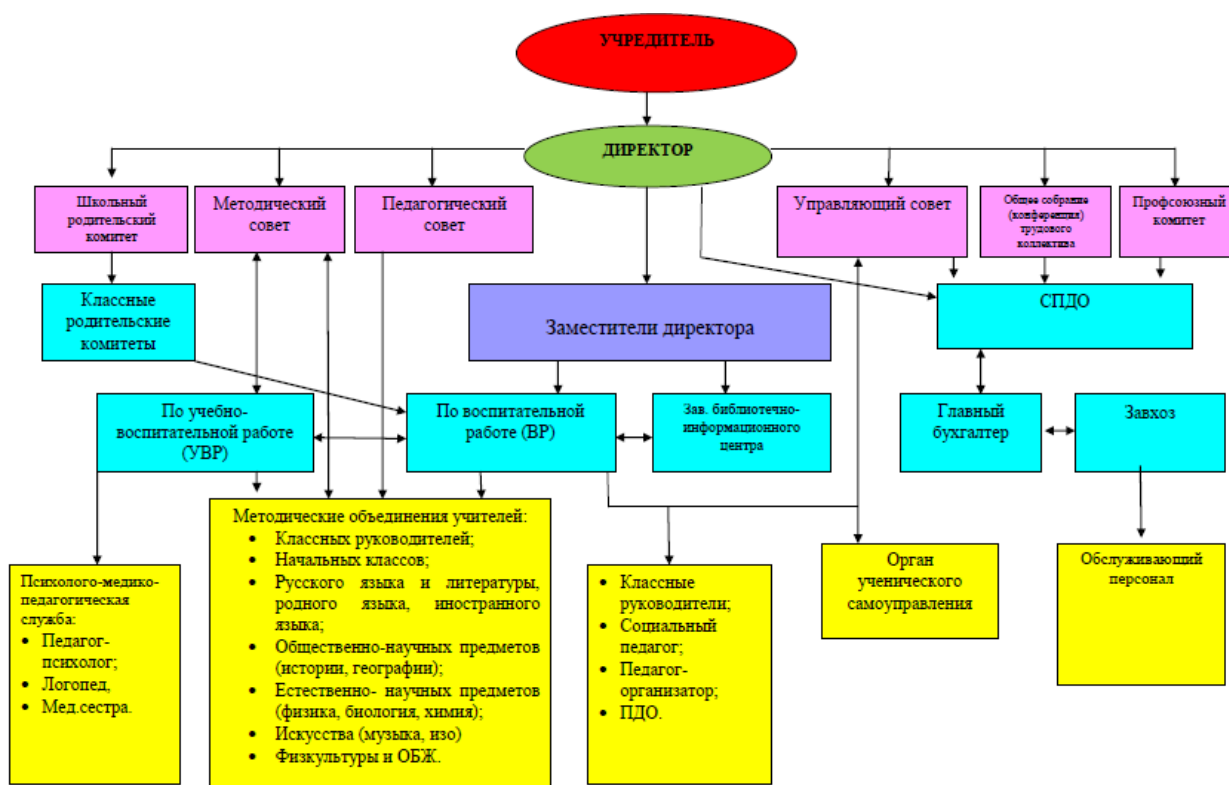 УЧРЕДИТЕЛЬ
ДИРЕКТОР
Школьный
родительский
комитет
Методический
совет
Педагогический
совет
Управляющий совет
Общее собрание
(конференция)
трудового
коллектива
Профсоюзный
комитет
Классные
родительские
комитеты
Заместители директора
СПДО
По учебно-
воспитательной работе
(УВР)
По воспитательной
работе (ВР)
Зав. библиотечно-
информационного
центра
Главный
бухгалтер
Завхоз
Психолого-медико-
педагогическая
служба:
• Педагог-
психолог;
• Логопед,
• Мед.сестра.
Методические объединения учителей:
• Классных руководителей;
• Начальных классов;
• Русского языка и литературы,
родного языка, иностранного
языка;
• Общественно-научных предметов
(истории, географии);
• Естественно- научных предметов
(физика, биология, химия);
• Искусства (музыка, изо)
• Физкультуры и ОБЖ.
• Классные
руководители;
• Социальный
педагог;
• Педагог-
организатор;
• ПДО.
Орган
ученического
самоуправления
Обслуживающий
персонал